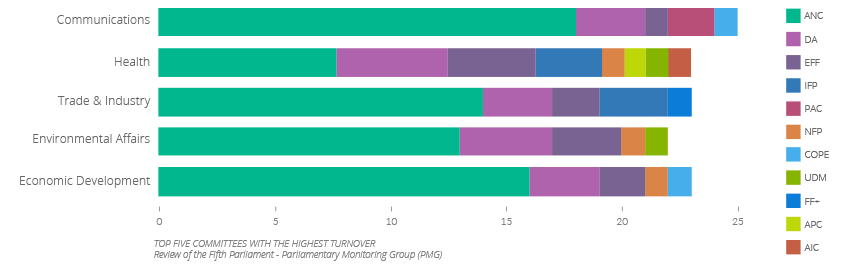 Communications
Health
Trade & Industry
Environmental Affairs
Economic Development
0 5 10 15 20 25
TOP FIVE COMMITTEES WITH THE HIGHEST TURNOVER
Review of the Fifth Parliament - Parliamentary Monitoring Group (PMG)
ANC
DA
EFF
IFP
PAC
NFP
COPE
UDM
FF+
APC
AIC